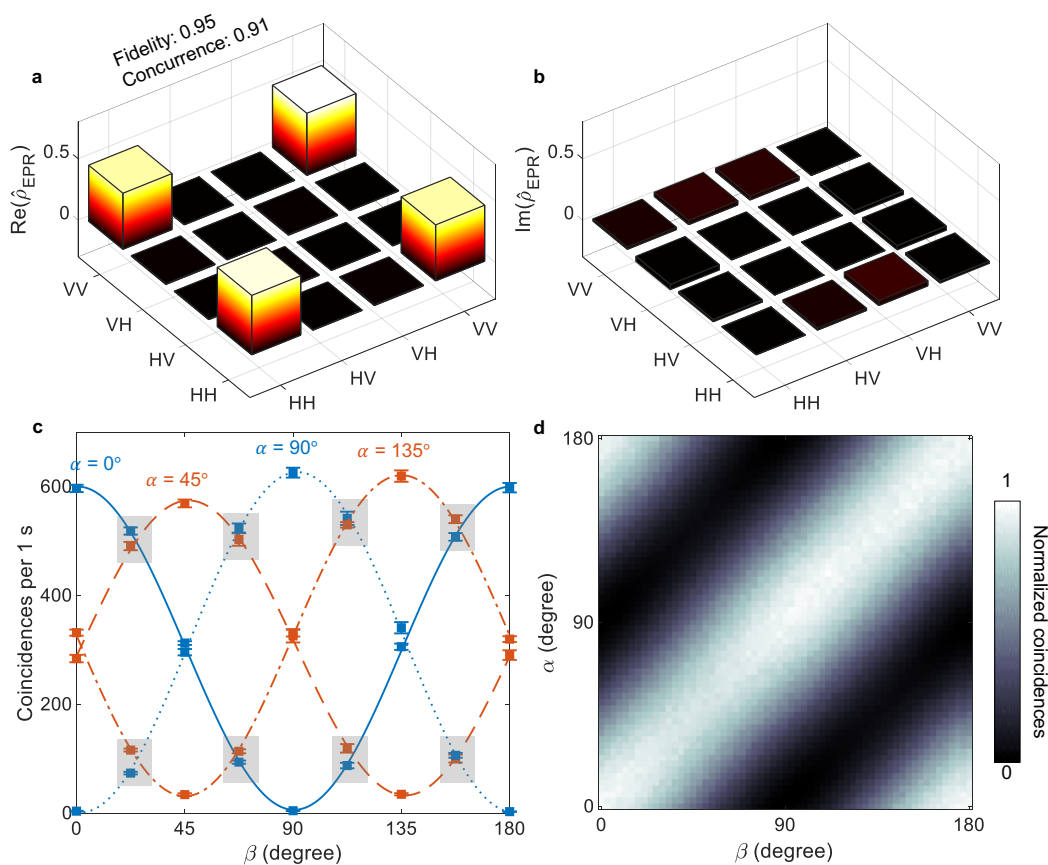 Fidelity: 0.95
Concurrence: 0.91
a
Re(ρ̂EPR)
0.5
0
VV
VH
HV
HH
HH
HV
VH
VV
b
Im(ρ̂EPR)
0.5
0
VV
VH
HV
HH
HH
HV
VH
VV
c
α = 0°
α = 45°
α = 90°
α = 135°
Coincidences per 1 s
600
400
200
0
0
45
90
135
180
β (degree)
d
α (degree)
180
90
0
0
90
180
β (degree)
1
0
Normalized coincidences